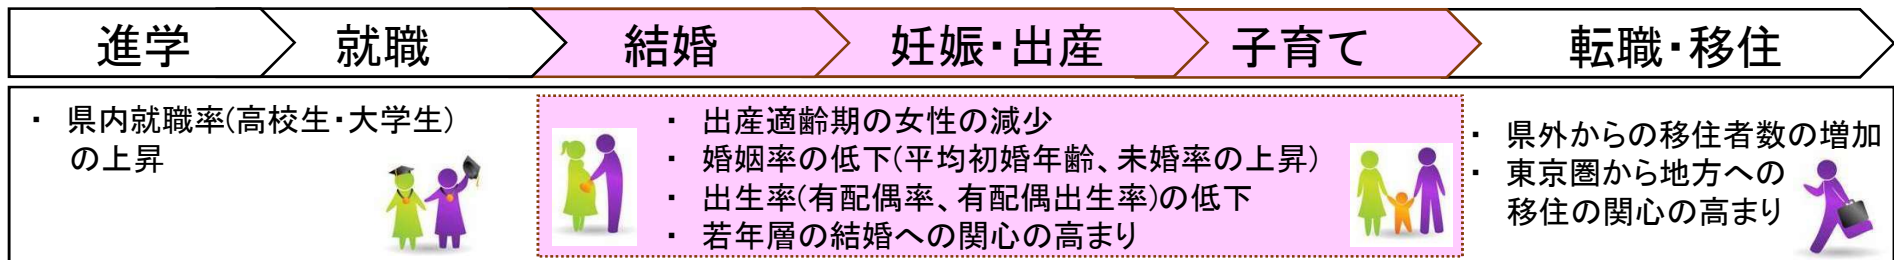 進学
就職
結婚
妊娠・出産
子育て
転職・移住
・ 県内就職率(高校生・大学生)
の上昇
・ 出産適齢期の女性の減少
・ 婚姻率の低下(平均初婚年齢、未婚率の上昇)
・ 出生率(有配偶率、有配偶出生率)の低下
・ 若年層の結婚への関心の高まり
・ 県外からの移住者数の増加
・ 東京圏から地方への
移住の関心の高まり